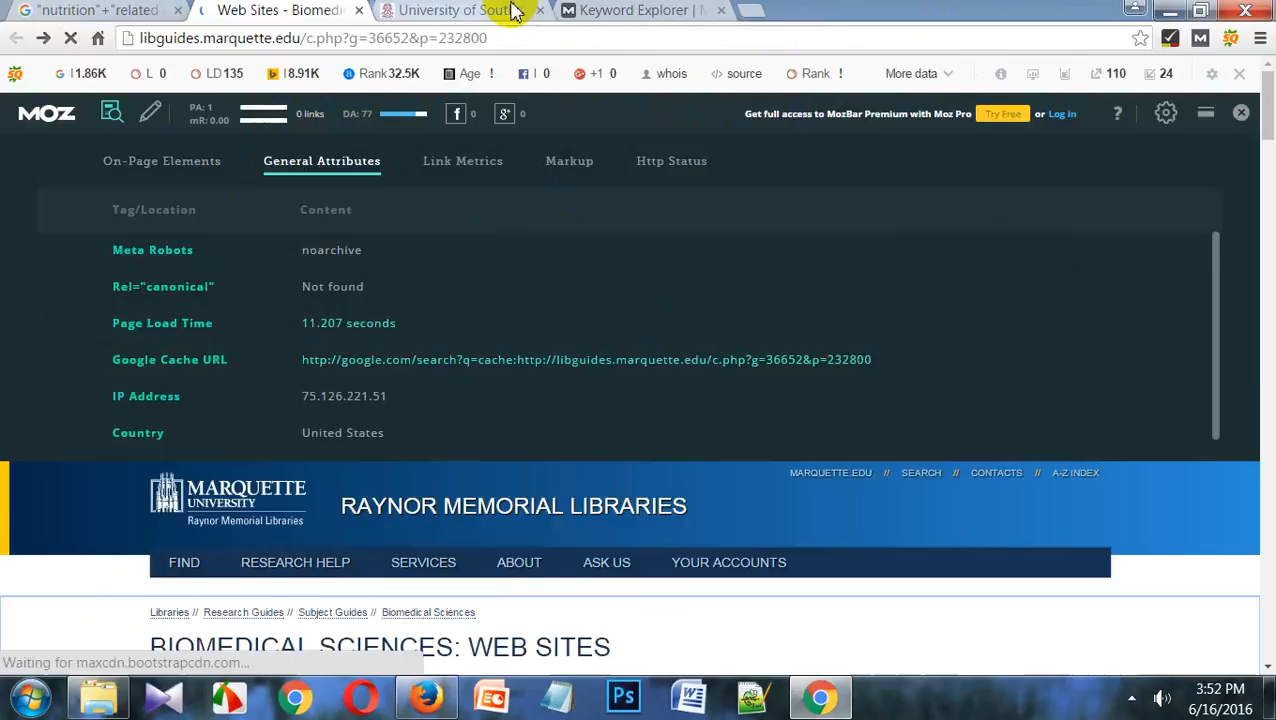 "nutrition"+"related
Web Sites - Biomedi
University of South
Keyword Explorer | M
libguides.marquette.edu/c.php?g=36652&p=232800
I 1.86K
L 0
LD 135
I 8.91K
Rank 32.5K
Age !
I 0
+1 0
whois
source
Rank !
More data
110
24
MOZ
PA: 1
mR: 0.00
0 links
DA: 77
0
0
Get full access to MozBar Premium with Moz Pro
Try Free
or Log in
?
On-Page Elements
General Attributes
Link Metrics
Markup
Http Status
Tag/Location Content
Meta Robots noarchive
Rel="canonical" Not found
Page Load Time 11.207 seconds
Google Cache URL http://google.com/search?q=cache:http://libguides.marquette.edu/c.php?g=36652&p=232800
IP Address 75.126.221.51
Country United States
MARQUETTE.EDU // SEARCH // CONTACTS // A-Z INDEX
MARQUETTE
UNIVERSITY
Raynor Memorial Libraries
RAYNOR MEMORIAL LIBRARIES
FIND RESEARCH HELP SERVICES ABOUT ASK US YOUR ACCOUNTS
Libraries // Research Guides // Subject Guides // Biomedical Sciences
BIOMEDICAL SCIENCES: WEB SITES
Waiting for maxcdn.bootstrapcdn.com...
3:52 PM
6/16/2016